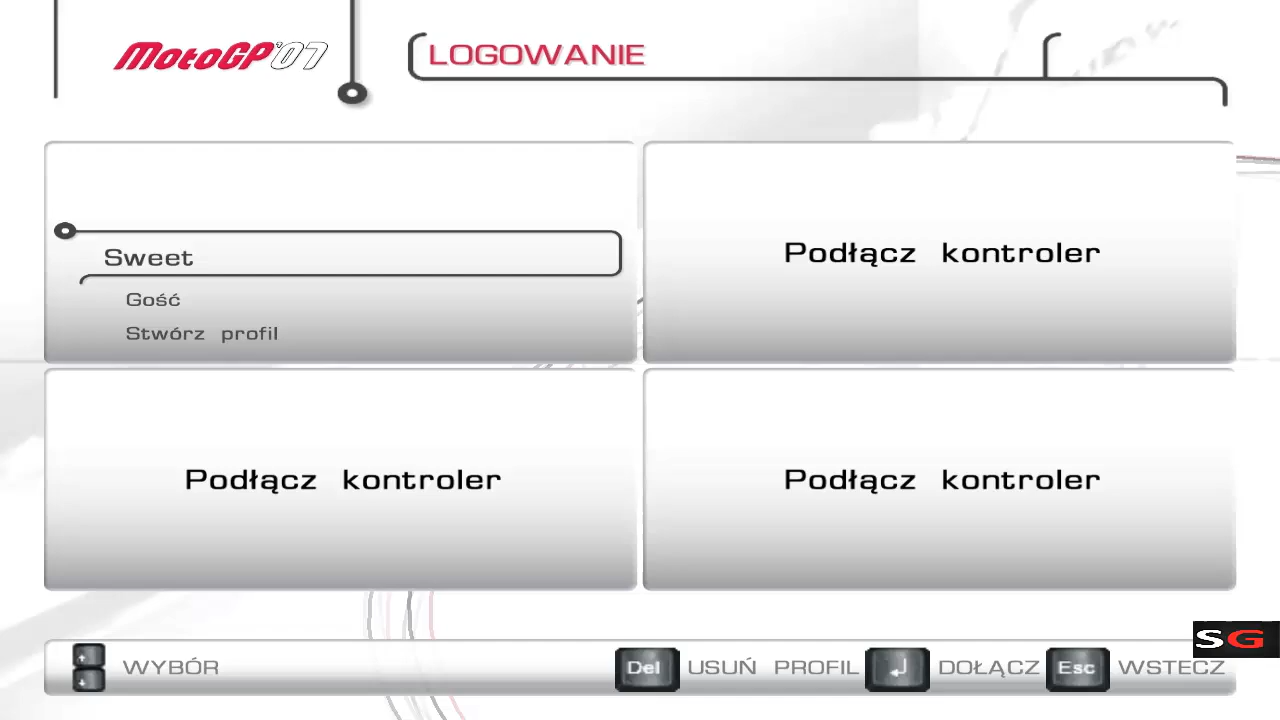 MotoGP'07
LOGOWANIE
Sweet
Gość
Stwórz profil
Podłącz kontroler
Podłącz kontroler
Podłącz kontroler
WYBÓR
Del USUŃ PROFIL DOŁĄCZ Esc WSTECZ
SG